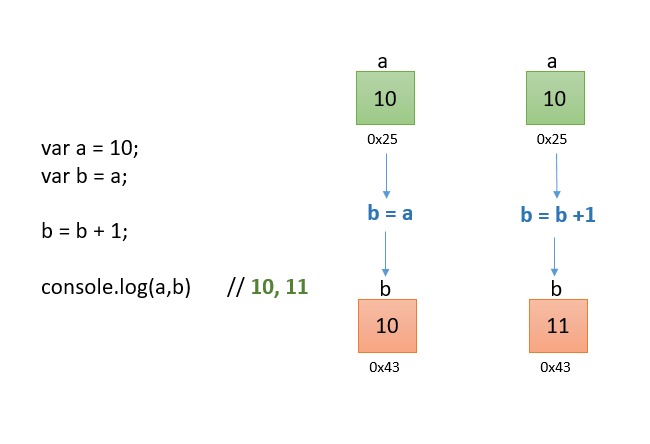 var a = 10;
var b = a;
b = b + 1;
console.log(a,b) // 10, 11
a
10
0x25
b = a
b
10
0x43
a
10
0x25
b = b +1
b
11
0x43